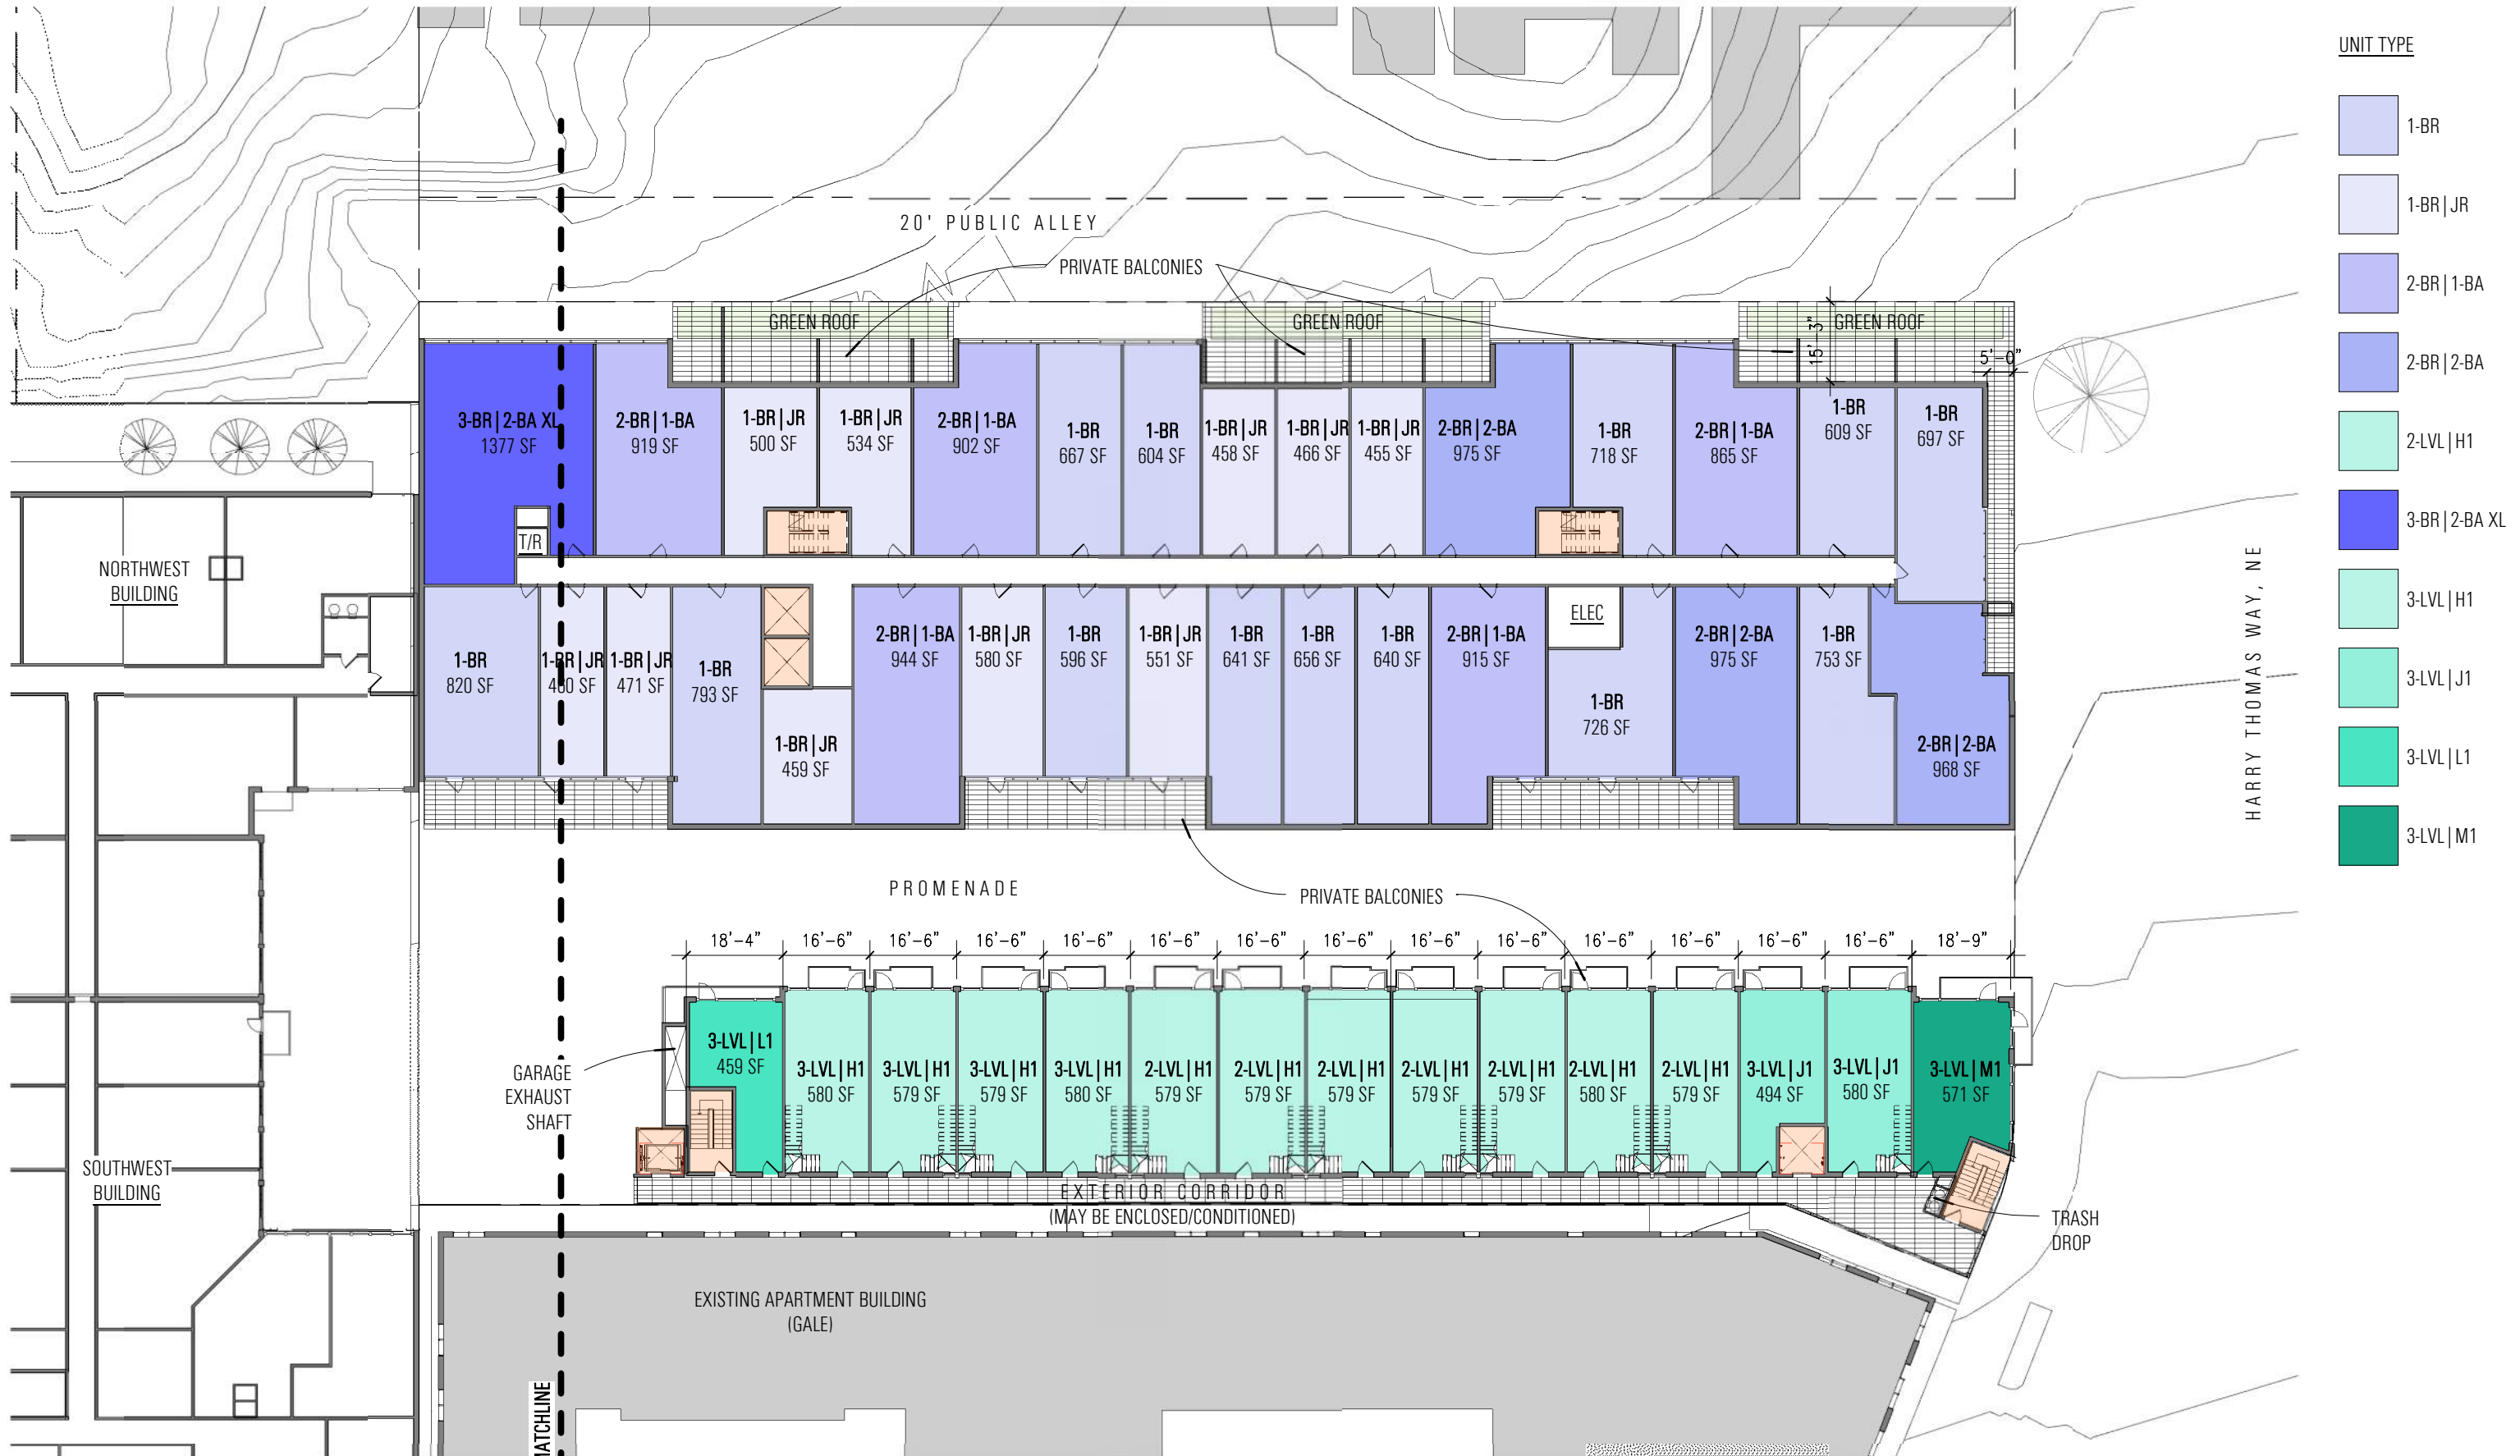 UNIT TYPE
1-BR
1-BR|JR
2-BR|1-BA
2-BR|2-BA
2-LVL|H1
3-BR|2-BA XL
3-LVL|H1
3-LVL|J1
3-LVL|L1
3-LVL|M1
20' PUBLIC ALLEY
PRIVATE BALCONIES
GREEN ROOF
GREEN ROOF
GREEN ROOF
15'-3"
5'-0"
3-BR|2-BA XL
1377 SF
2-BR|1-BA
919 SF
1-BR|JR
500 SF
1-BR|JR
534 SF
2-BR|1-BA
902 SF
1-BR
667 SF
1-BR
604 SF
1-BR|JR
458 SF
1-BR|JR
466 SF
1-BR|JR
455 SF
2-BR|2-BA
975 SF
1-BR
718 SF
2-BR|1-BA
865 SF
1-BR
609 SF
1-BR
697 SF
T/R
NORTHWEST
BUILDING
1-BR
820 SF
1-BR|JR
SF
1-BR|JR
471 SF
1-BR
793 SF
1-BR|JR
459 SF
2-BR|1-BA
944 SF
1-BR|JR
580 SF
1-BR
596 SF
1-BR|JR
551 SF
1-BR
641 SF
1-BR
656 SF
1-BR
640 SF
2-BR|1-BA
915 SF
ELEC
1-BR
726 SF
2-BR|2-BA
975 SF
1-BR
753 SF
2-BR|2-BA
968 SF
HARRY THOMAS WAY, NE
PROMENADE
PRIVATE BALCONIES
18'-4"
16'-6"
16'-6"
16'-6"
16'-6"
16'-6"
16'-6"
16'-6"
16'-6"
16'-6"
16'-6"
16'-6"
16'-6"
16'-6"
18'-9"
3-LVL|L1
459 SF
3-LVL|H1
580 SF
3-LVL|H1
579 SF
3-LVL|H1
579 SF
3-LVL|H1
580 SF
2-LVL|H1
579 SF
2-LVL|H1
579 SF
2-LVL|H1
579 SF
2-LVL|H1
579 SF
2-LVL|H1
579 SF
2-LVL|H1
580 SF
2-LVL|H1
579 SF
3-LVL|J1
494 SF
3-LVL|J1
580 SF
3-LVL|M1
571 SF
GARAGE
EXHAUST
SHAFT
SOUTHWEST
BUILDING
EXTERIOR CORRIDOR
(MAY BE ENCLOSED/CONDITIONED)
TRASH
DROP
EXISTING APARTMENT BUILDING
(GALE)
MATCHLINE